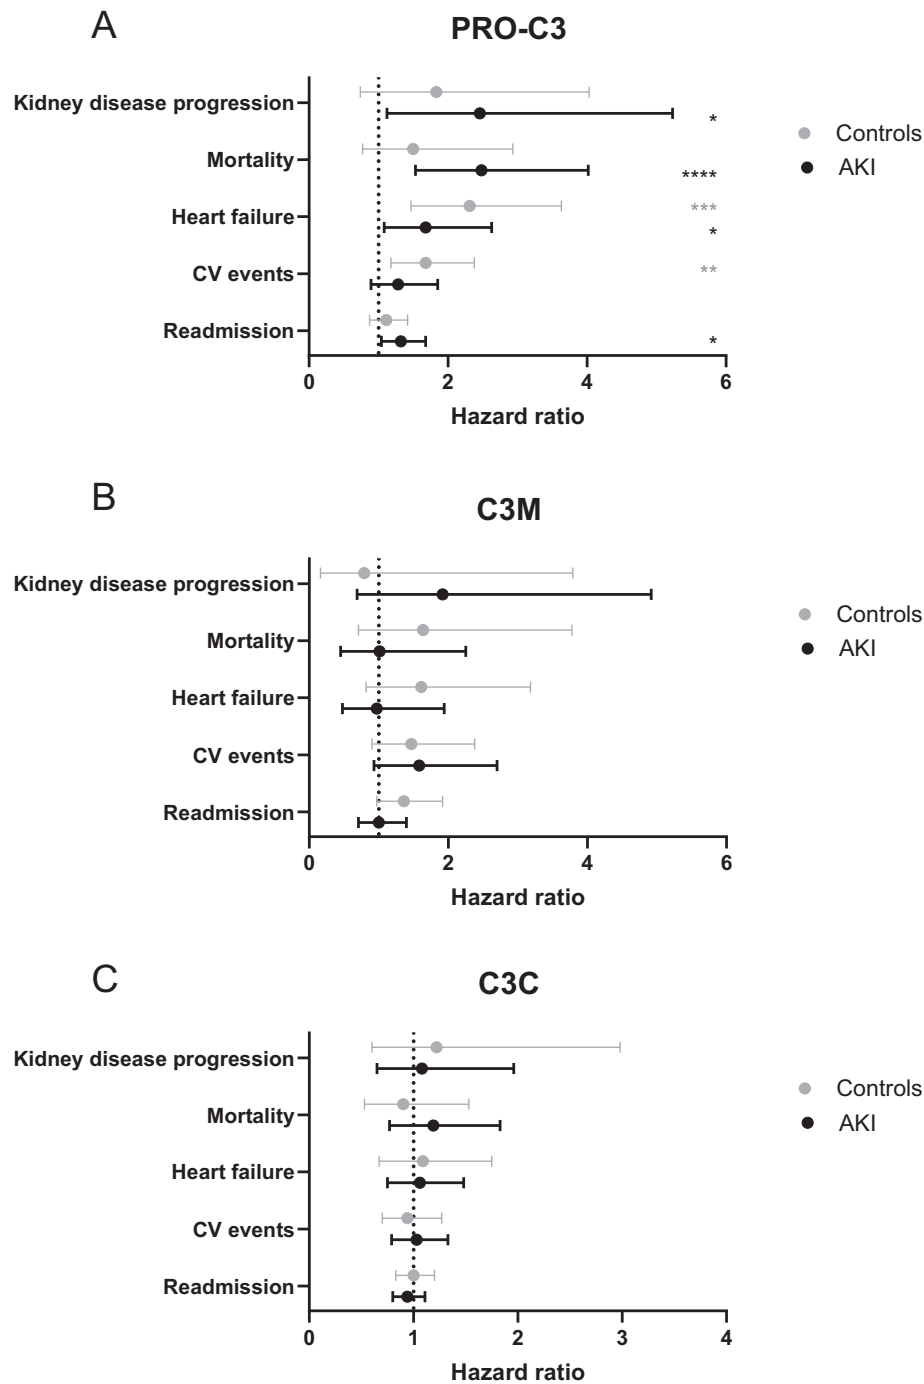 A
PRO-C3
Kidney disease progression
*
Controls
Mortality
****
AKI
Heart failure
***
*
CV events
**
Readmission
*
0 2 4 6
Hazard ratio
B
C3M
Kidney disease progression
Controls
Mortality
AKI
Heart failure
CV events
Readmission
0 2 4 6
Hazard ratio
C
C3C
Kidney disease progression
Controls
Mortality
AKI
Heart failure
CV events
Readmission
0 1 2 3 4
Hazard ratio